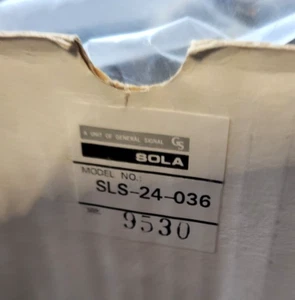 A UNIT OF GENERAL SIGNAL GS
SOLA
MODEL NO.:
SLS-24-036
9530